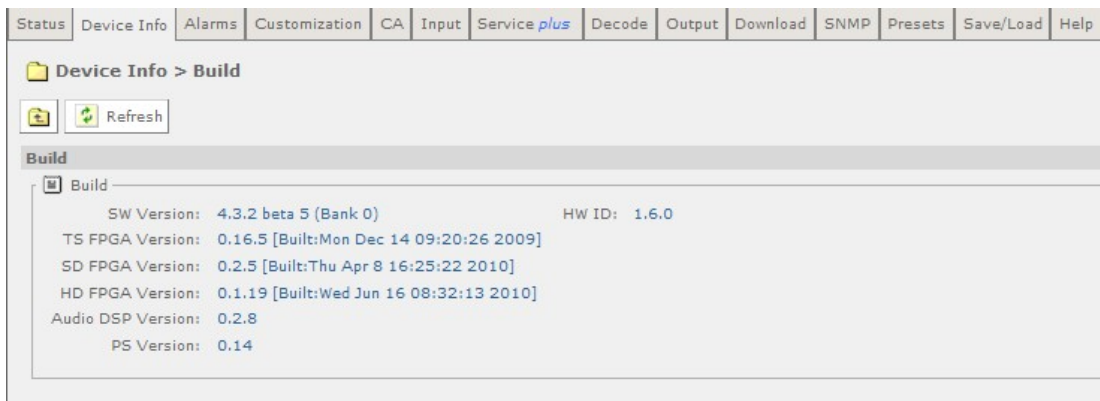 Status Device Info Alarms Customization CA Input Service plus Decode Output Download SNMP Presets Save/Load Help
Device Info > Build
Refresh
Build
Build
SW Version: 4.3.2 beta 5 (Bank 0) HW ID: 1.6.0
TS FPGA Version: 0.16.5 [Built:Mon Dec 14 09:20:26 2009]
SD FPGA Version: 0.2.5 [Built:Thu Apr 8 16:25:22 2010]
HD FPGA Version: 0.1.19 [Built:Wed Jun 16 08:32:13 2010]
Audio DSP Version: 0.2.8
PS Version: 0.14